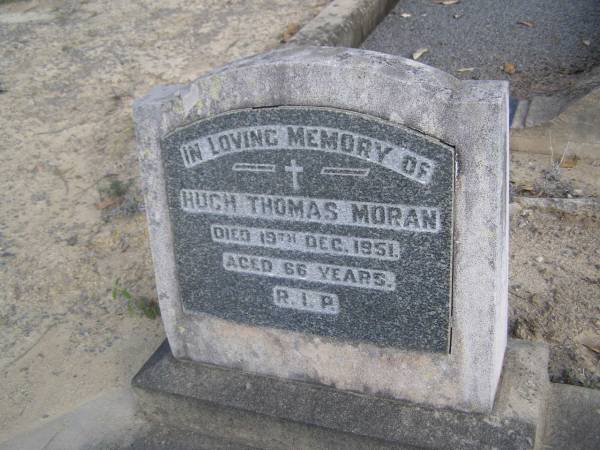 IN LOVING MEMORY OF
HUGH THOMAS MORAN
DIED 19TH DEC. 1951.
AGED 66 YEARS.
R.I.P.